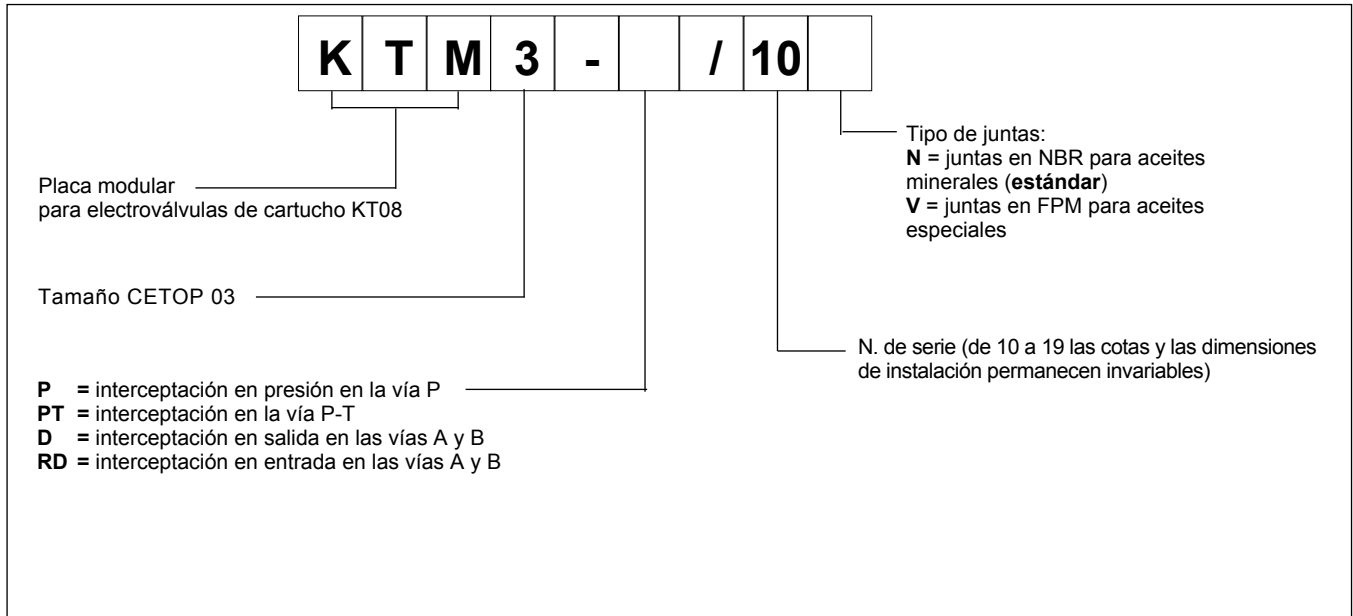 K T M 3 - / 10
Placa modular
para electroválvulas de cartucho KT08
Tamaño CETOP 03
P = interceptación en presión en la vía P
PT = interceptación en la vía P-T
D = interceptación en salida en las vías A y B
RD = interceptación en entrada en las vías A y B
Tipo de juntas:
N = juntas en NBR para aceites
minerales (estándar)
V = juntas en FPM para aceites
especiales
N. de serie (de 10 a 19 las cotas y las dimensiones
de instalación permanecen invariables)